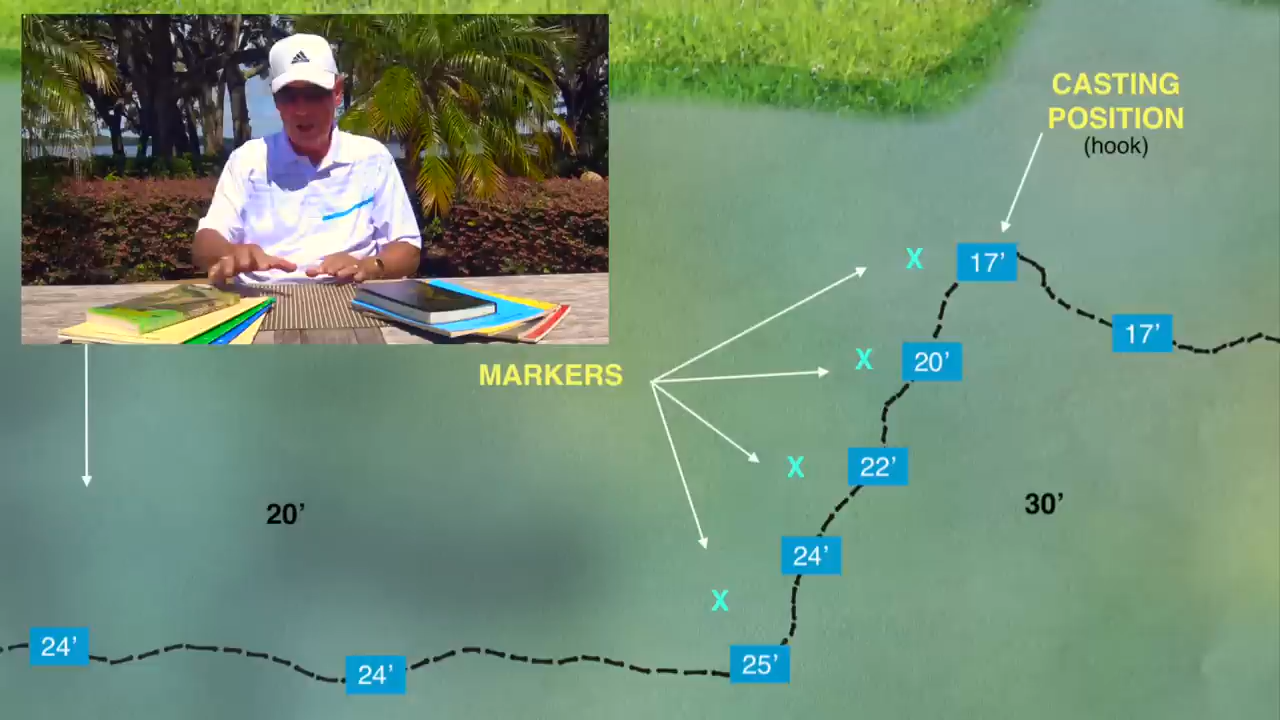 CASTING
POSITION
(hook)
X
17'
17'
MARKERS
X
20'
X
22'
20'
30'
24'
X
24'
24'
25'